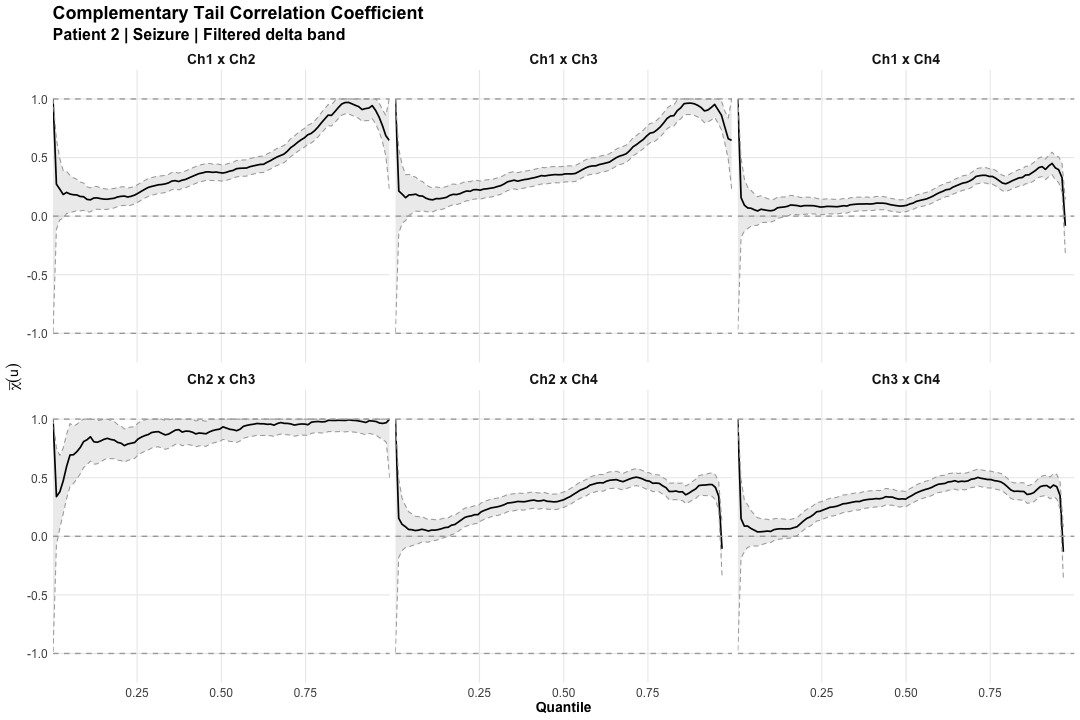 Complementary Tail Correlation Coefficient
Patient 2 | Seizure | Filtered delta band
Ch1 x Ch2 Ch1 x Ch3 Ch1 x Ch4
1.0
0.5
0.0
-0.5
-1.0
χ̅(u)
Ch2 x Ch3 Ch2 x Ch4 Ch3 x Ch4
1.0
0.5
0.0
-0.5
-1.0
0.25 0.50 0.75 0.25 0.50 0.75 0.25 0.50 0.75
Quantile